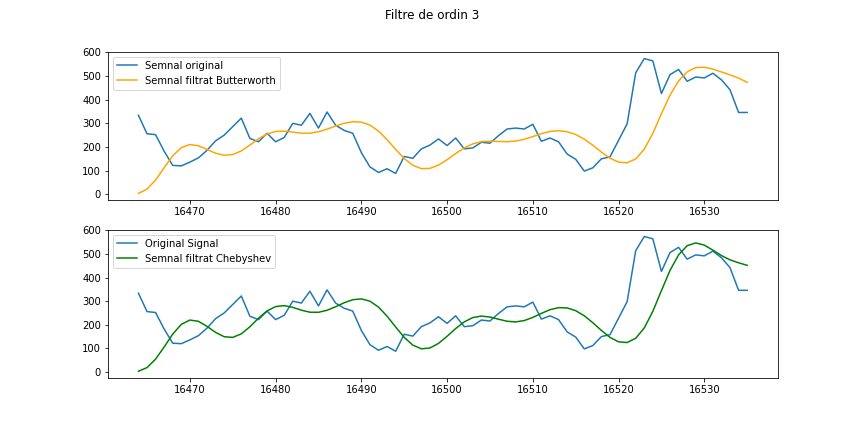 Filtre de ordin 3
600
500
400
300
200
100
0
Semnal original
Semnal filtrat Butterworth
16470 16480 16490 16500 16510 16520 16530
600
500
400
300
200
100
0
Original Signal
Semnal filtrat Chebyshev
16470 16480 16490 16500 16510 16520 16530